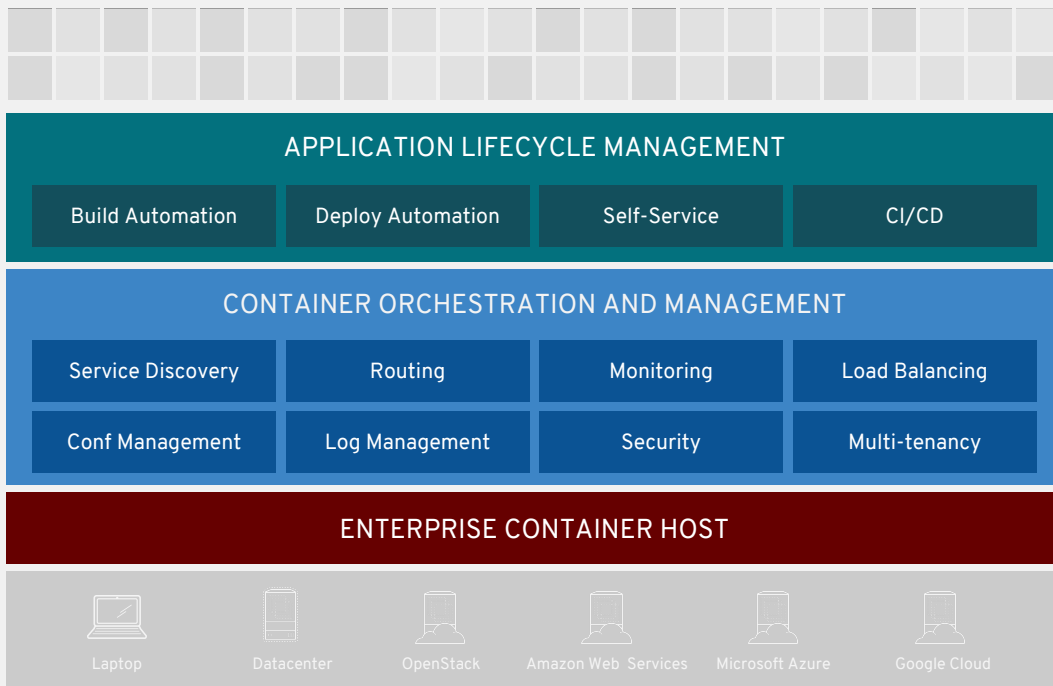 APPLICATION LIFECYCLE MANAGEMENT
Build Automation
Deploy Automation
Self-Service
CI/CD
CONTAINER ORCHESTRATION AND MANAGEMENT
Service Discovery
Routing
Monitoring
Load Balancing
Conf Management
Log Management
Security
Multi-tenancy
ENTERPRISE CONTAINER HOST
Laptop
Datacenter
OpenStack
Amazon Web Services
Microsoft Azure
Google Cloud